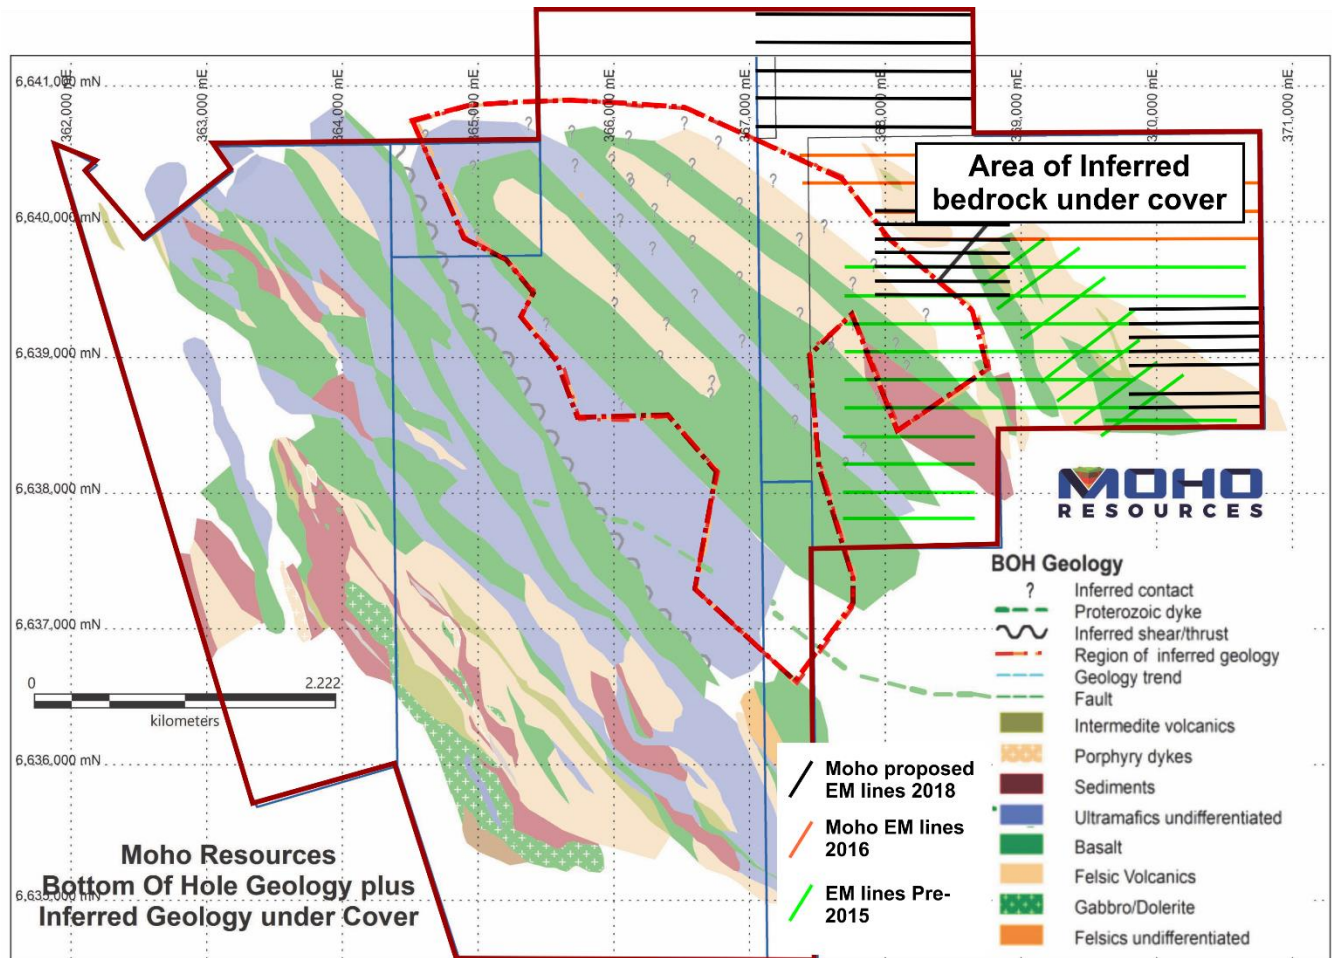 362,000 mE
363,000 mE
364,000 mE
365,000 mE
366,000 mE
367,000 mE
368,000 mE
369,000 mE
320,000 mE
371,000 mE
6,641,000 mN
6,640,000 mN
6,639,000 mN
6,638,000 mN
6,637,000 mN
6,636,000 mN
6,635,000 mN
Area of Inferred
bedrock under cover
MOHO
RESOURCES
BOH Geology
? Inferred contact
Proterozoic dyke
Inferred shear/thrust
Region of inferred geology
Geology trend
Fault
Intermedite volcanics
Porphyry dykes
Sediments
Ultramafics undifferentiated
Basalt
Felsic Volcanics
Gabbro/Dolerite
Felsics undifferentiated
0 2.222
kilometers
Moho proposed
EM lines 2018
Moho EM lines
2016
EM lines Pre-
2015
Moho Resources
Bottom Of Hole Geology plus
Inferred Geology under Cover